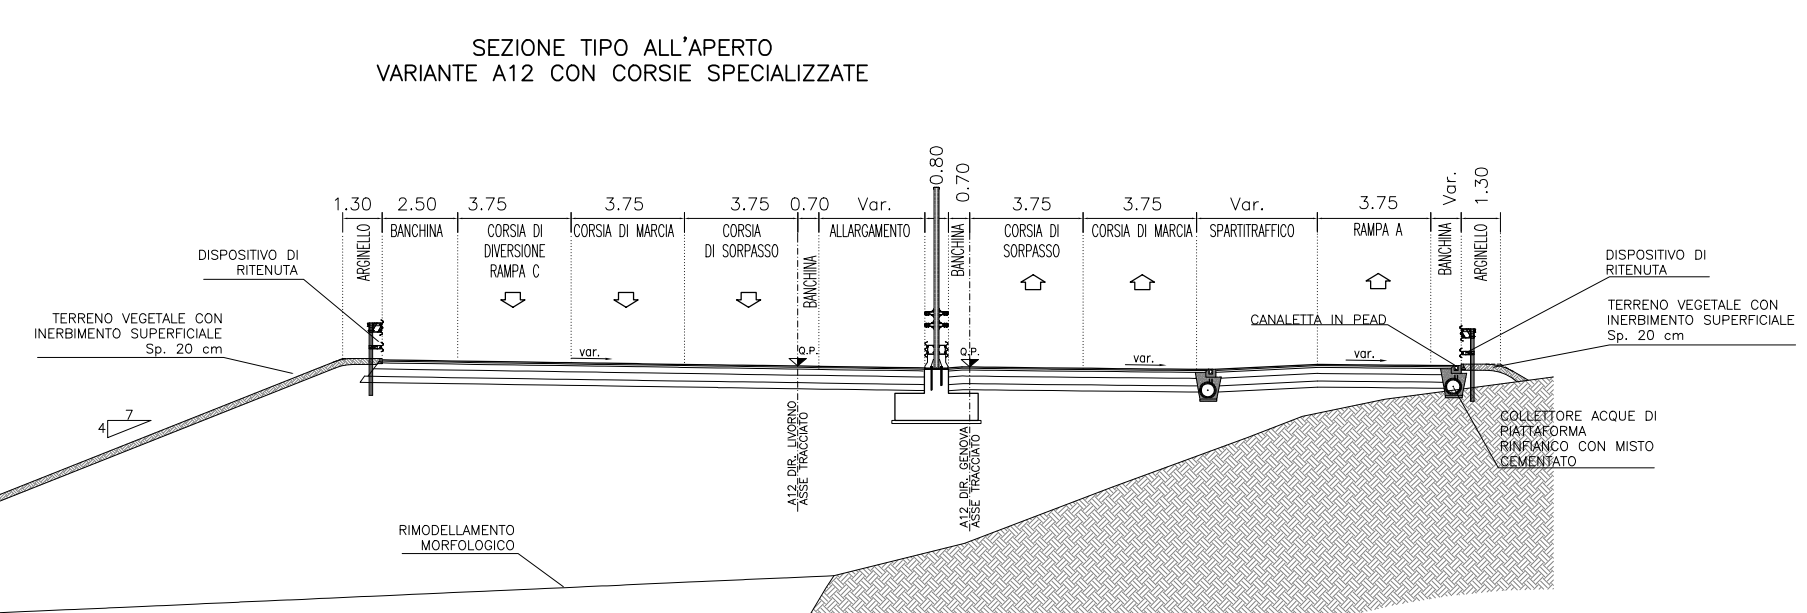 SEZIONE TIPO ALL'APERTO
VARIANTE A12 CON CORSIE SPECIALIZZATE
1.30
2.50
3.75
3.75
3.75
0.70
Var.
0.80
0.70
3.75
3.75
Var.
3.75
Var.
1.30
ARGINELLO
BANCHINA
CORSIA DI
DIVERSIONE
RAMPA C
CORSIA DI MARCIA
CORSIA
DI SORPASSO
BANCHINA
ALLARGAMENTO
BANCHINA
CORSIA DI
SORPASSO
CORSIA DI MARCIA
SPARTITRAFFICO
RAMPA A
BANCHINA
ARGINELLO
DISPOSITIVO DI
RITENUTA
DISPOSITIVO DI
RITENUTA
TERRENO VEGETALE CON
INERBIMENTO SUPERFICIALE
Sp. 20 cm
TERRENO VEGETALE CON
INERBIMENTO SUPERFICIALE
Sp. 20 cm
CANALETTA IN PEAD
var.
Q.P.
Q.P.
var.
var.
7
4
A12 DIR. LIVORNO
ASSE TRACCIATO
A12 DIR. GENOVA
ASSE TRACCIATO
COLLETTORE ACQUE DI
PIATTAFORMA
RINFIANCO CON MISTO
CEMENTATO
RIMODELLAMENTO
MORFOLOGICO